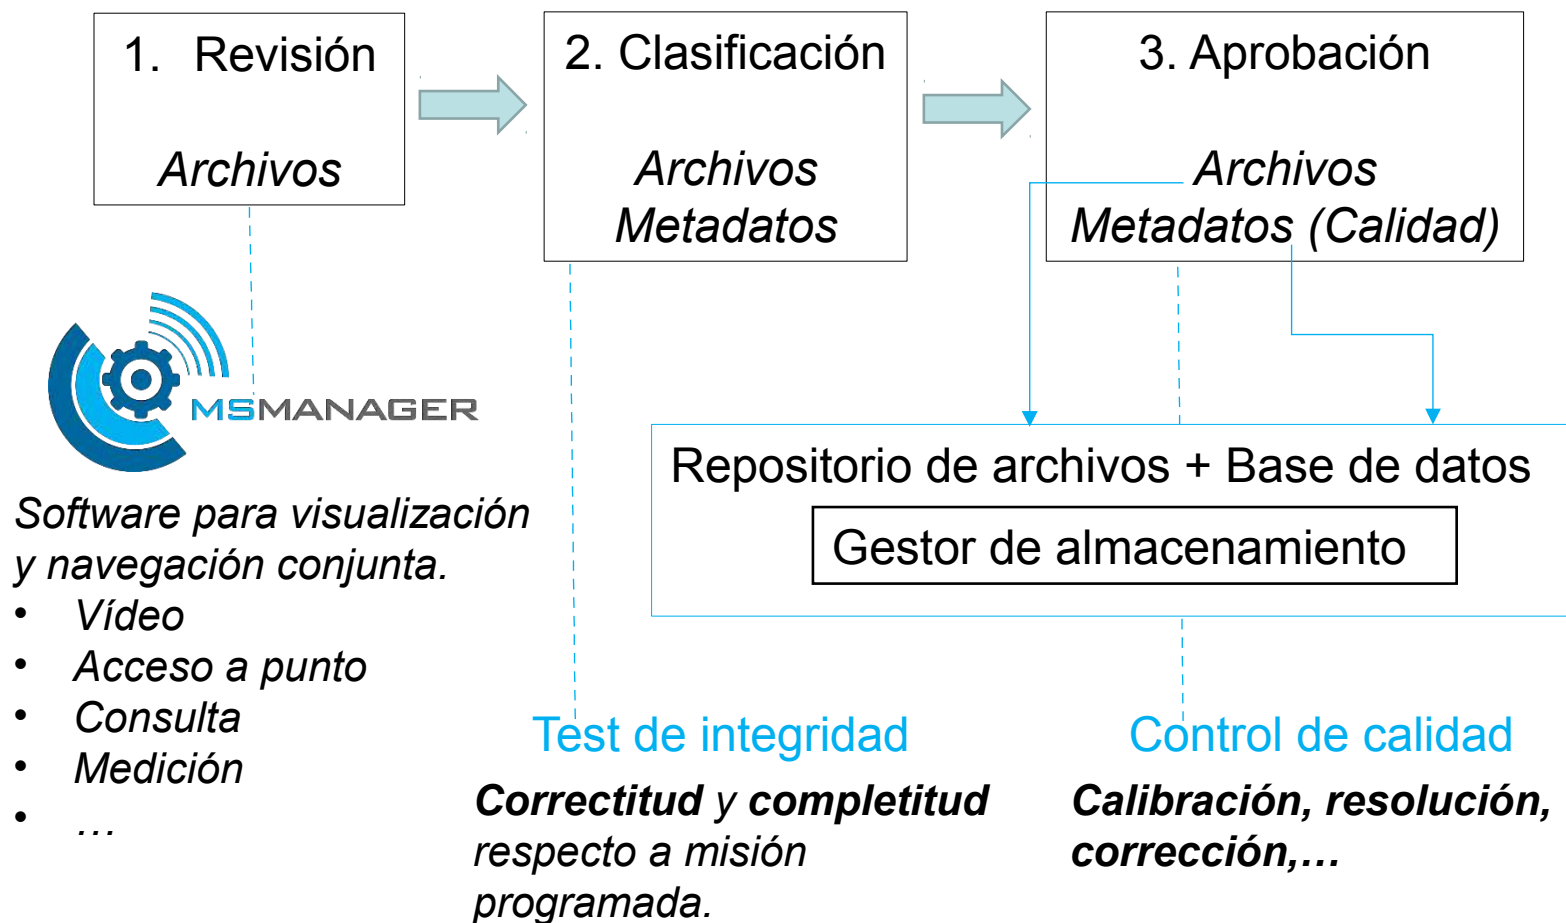 1. Revisión
Archivos
2. Clasificación
Archivos
Metadatos
3. Aprobación
Archivos
Metadatos (Calidad)
MSMANAGER
Software para visualización
y navegación conjunta.
• Vídeo
• Acceso a punto
• Consulta
• Medición
• …
Repositorio de archivos + Base de datos
Gestor de almacenamiento
Test de integridad
Correctitud y completitud
respecto a misión
programada.
Control de calidad
Calibración, resolución,
corrección,…